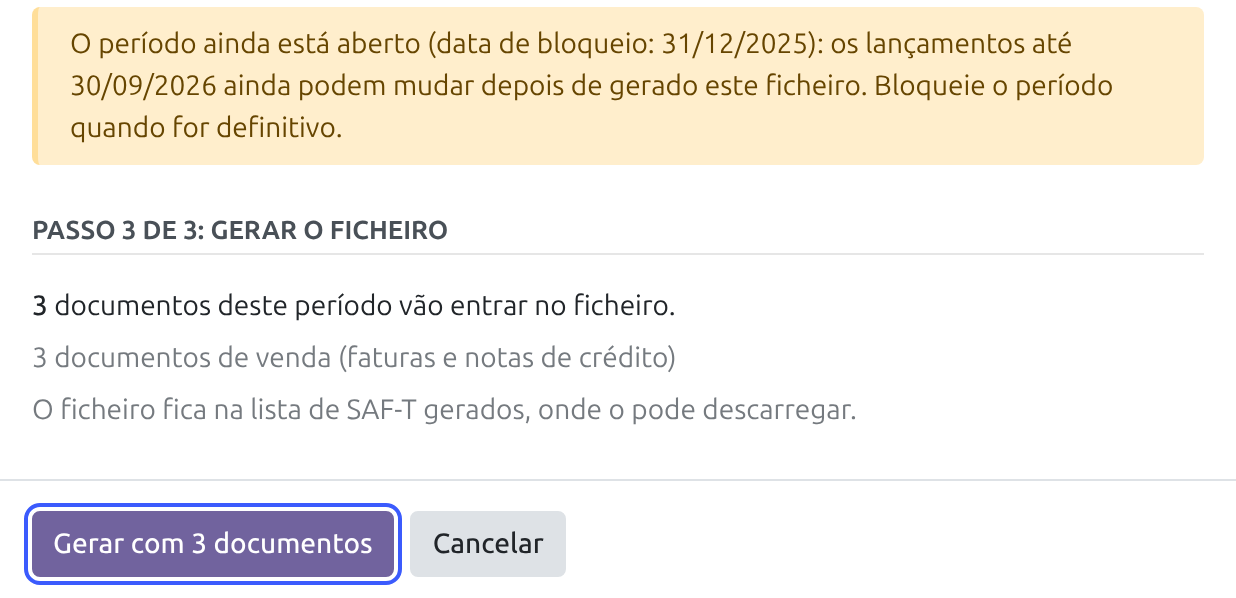 O período ainda está aberto (data de bloqueio: 31/12/2025): os lançamentos até
30/09/2026 ainda podem mudar depois de gerado este ficheiro. Bloqueie o período
quando for definitivo.
PASSO 3 DE 3: GERAR O FICHEIRO
3 documentos deste período vão entrar no ficheiro.
3 documentos de venda (faturas e notas de crédito)
O ficheiro fica na lista de SAF-T gerados, onde o pode descarregar.
Gerar com 3 documentos
Cancelar